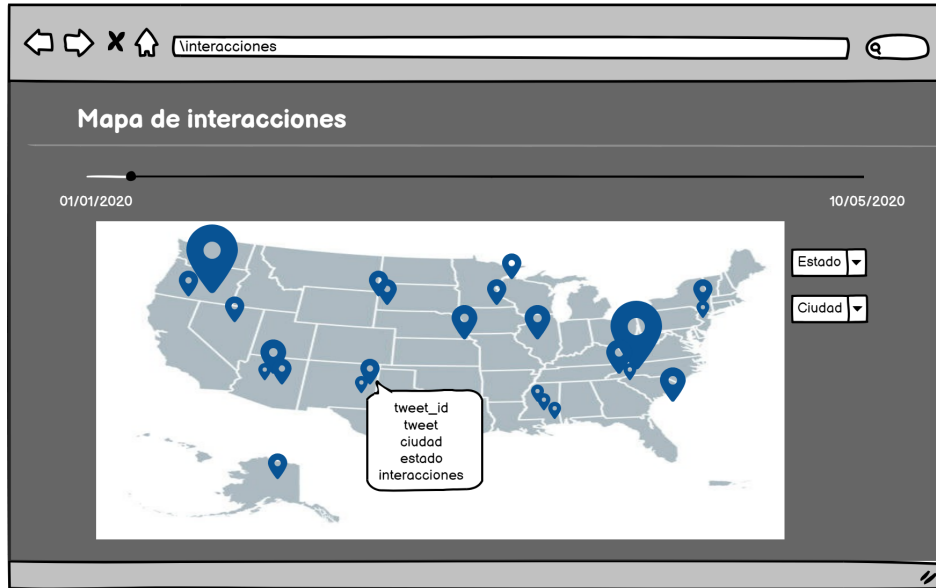 \interacciones
Mapa de interacciones
01/01/2020
10/05/2020
Estado
Ciudad
tweet_id
tweet
ciudad
estado
interacciones